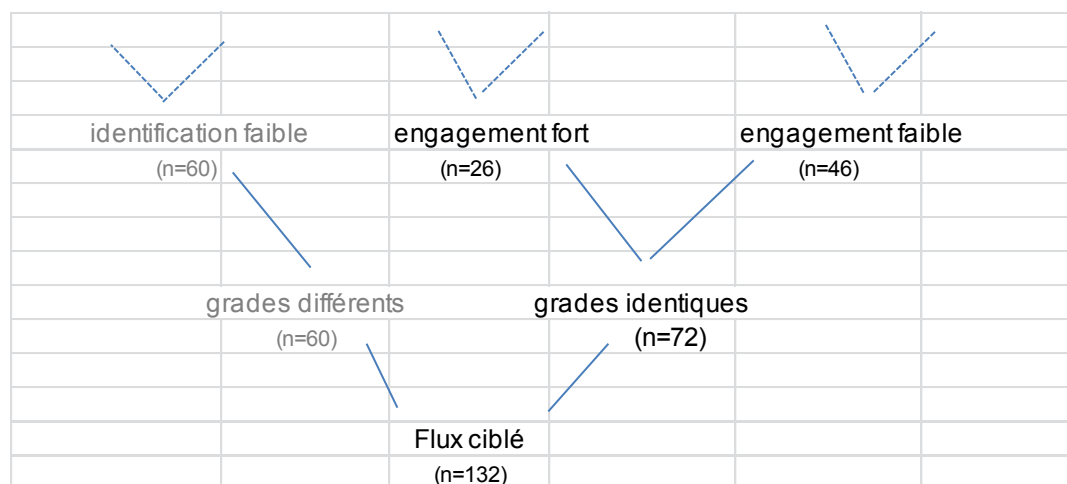 identification faible
(n=60)
engagement fort
(n=26)
engagement faible
(n=46)
grades différents
(n=60)
grades identiques
(n=72)
Flux ciblé
(n=132)